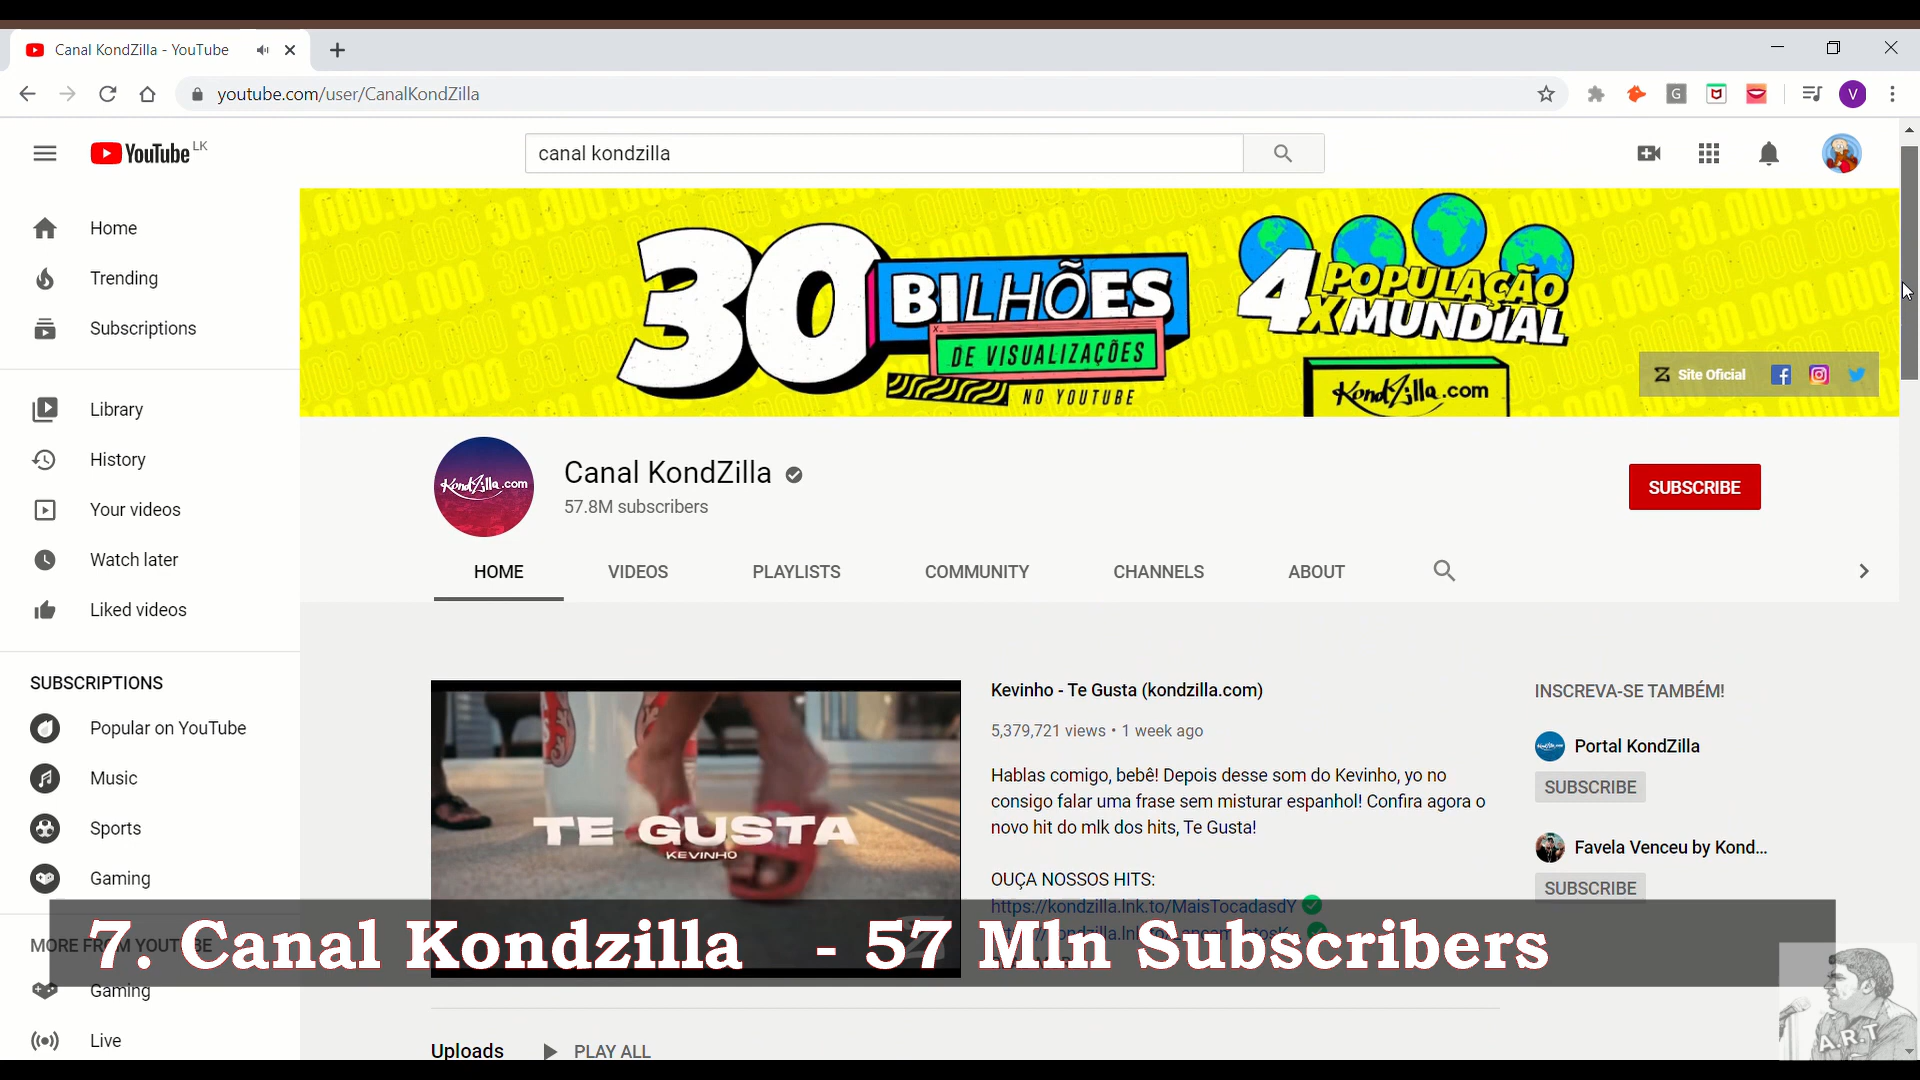 Canal KondZilla - YouTube
youtube.com/user/CanalKondZilla
G
V
YouTube LK
canal kondzilla
Home
Trending
Subscriptions
Library
History
Your videos
Watch later
Liked videos
SUBSCRIPTIONS
Popular on YouTube
Music
Sports
Gaming
MORE FROM YOUTUBE
Gaming
Live
30 BILHÕES
DE VISUALIZAÇÕES
NO YOUTUBE
4X POPULAÇÃO
MUNDIAL
KondZilla.com
Site Oficial
KondZilla.com
Canal KondZilla
57.8M subscribers
SUBSCRIBE
HOME VIDEOS PLAYLISTS COMMUNITY CHANNELS ABOUT
TE GUSTA
KEVINHO
Kevinho - Te Gusta (kondzilla.com)
5,379,721 views • 1 week ago
Hablas comigo, bebê! Depois desse som do Kevinho, yo no
consigo falar uma frase sem misturar espanhol! Confira agora o
novo hit do mlk dos hits, Te Gusta!
OUÇA NOSSOS HITS:
https://kondzilla.lnk.to/MaisTocadasdY
INSCREVA-SE TAMBÉM!
Portal KondZilla
SUBSCRIBE
Favela Venceu by Kond...
SUBSCRIBE
7. Canal Kondzilla - 57 Mln Subscribers
Uploads PLAY ALL
A.R.T